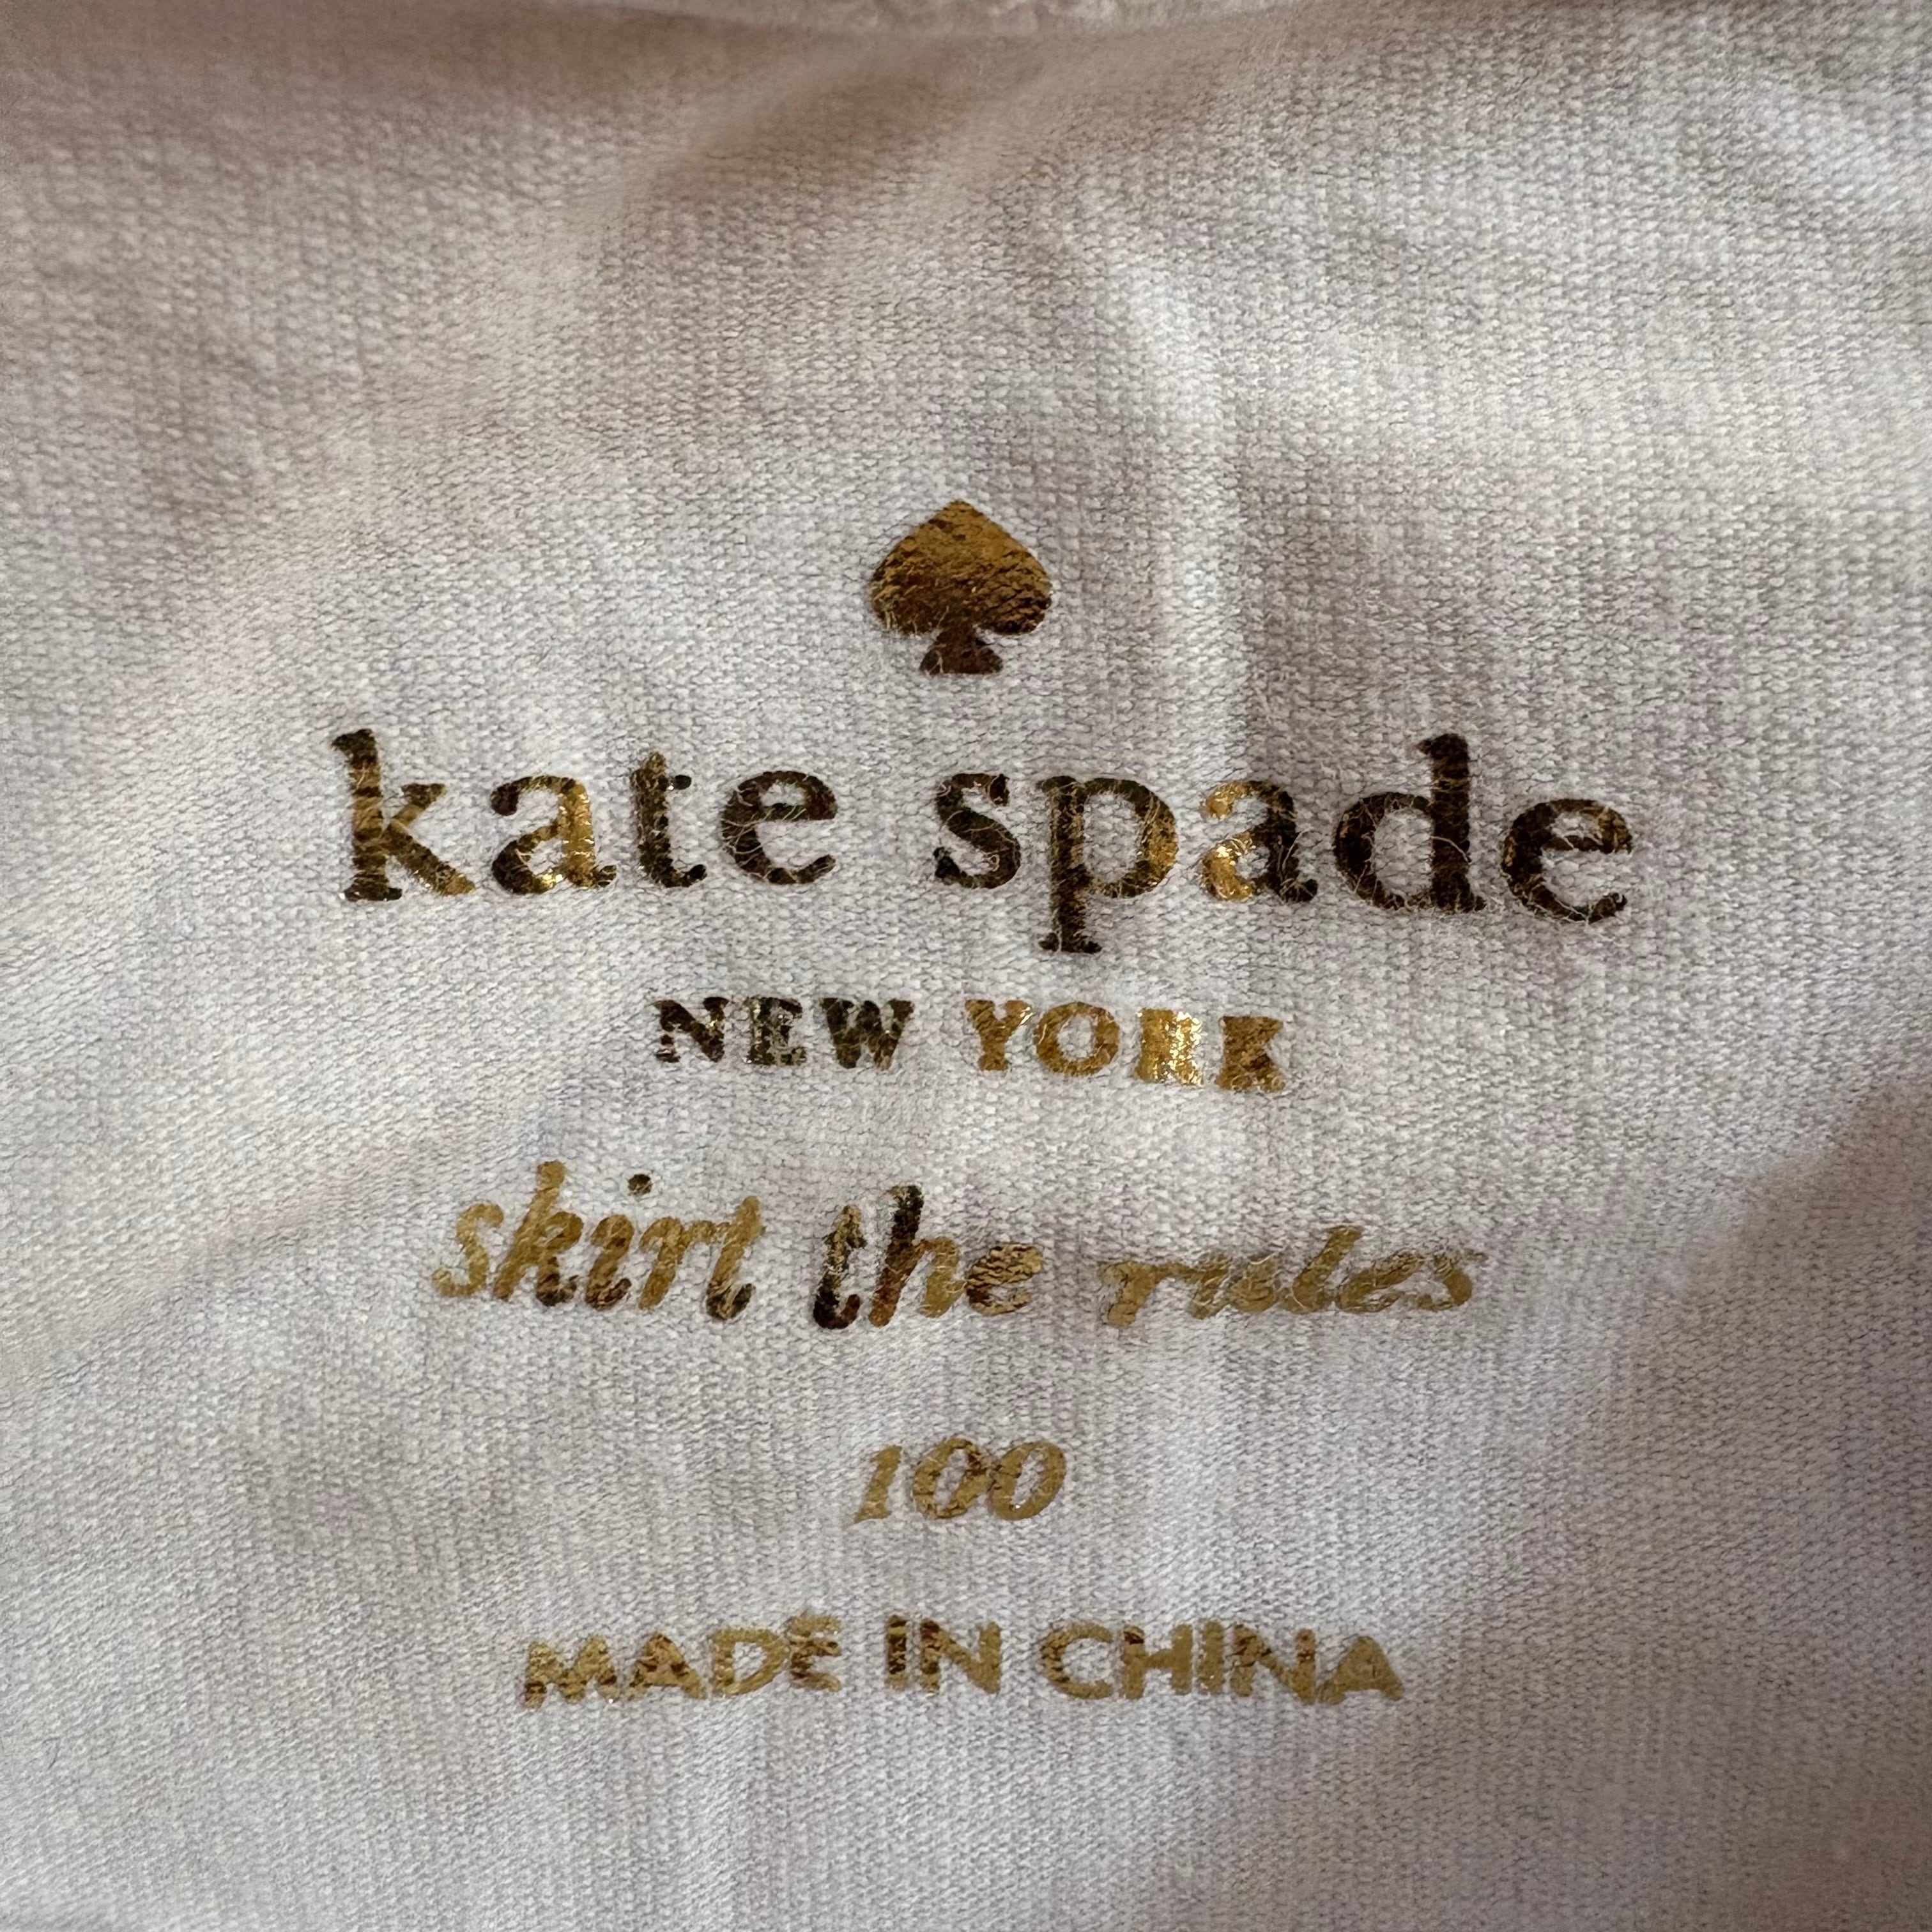 kate spade
NEW YORK
skirt the rules
100
MADE IN CHINA